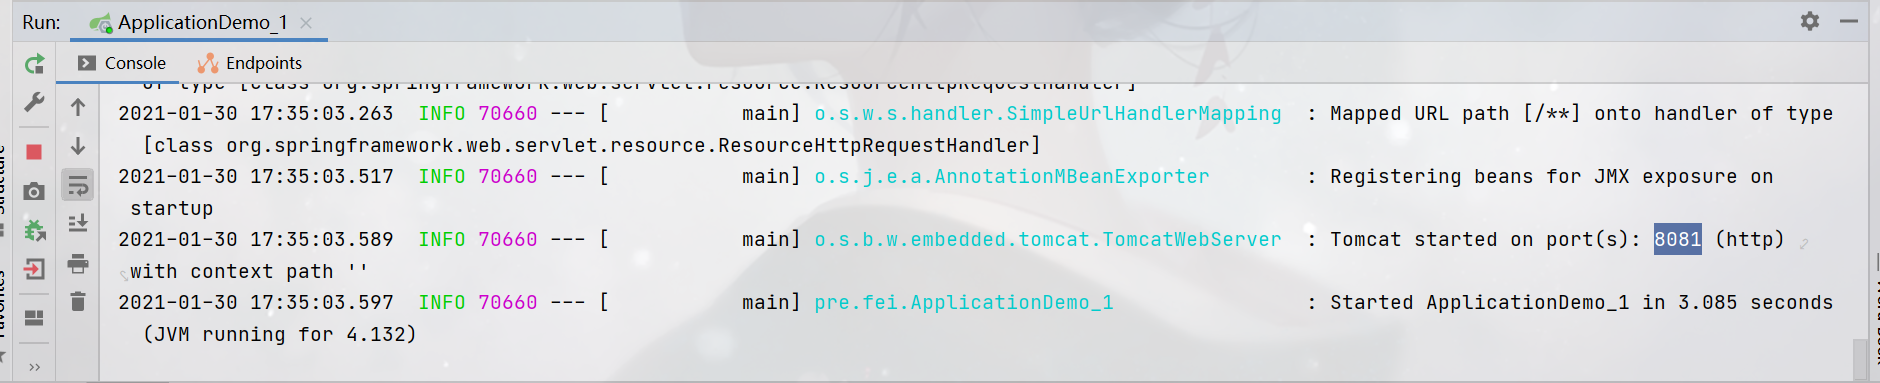 Run: ApplicationDemo_1
Console Endpoints
of type [class org.springframework.web.servlet.resource.ResourceHttpRequestHandler]
2021-01-30 17:35:03.263  INFO 70660 --- [           main] o.s.w.s.handler.SimpleUrlHandlerMapping  : Mapped URL path [/**] onto handler of type
[class org.springframework.web.servlet.resource.ResourceHttpRequestHandler]
2021-01-30 17:35:03.517  INFO 70660 --- [           main] o.s.j.e.a.AnnotationMBeanExporter        : Registering beans for JMX exposure on
startup
2021-01-30 17:35:03.589  INFO 70660 --- [           main] o.s.b.w.embedded.tomcat.TomcatWebServer  : Tomcat started on port(s): 8081 (http)
with context path ''
2021-01-30 17:35:03.597  INFO 70660 --- [           main] pre.fei.ApplicationDemo_1                : Started ApplicationDemo_1 in 3.085 seconds
(JVM running for 4.132)
Structure
Favorites